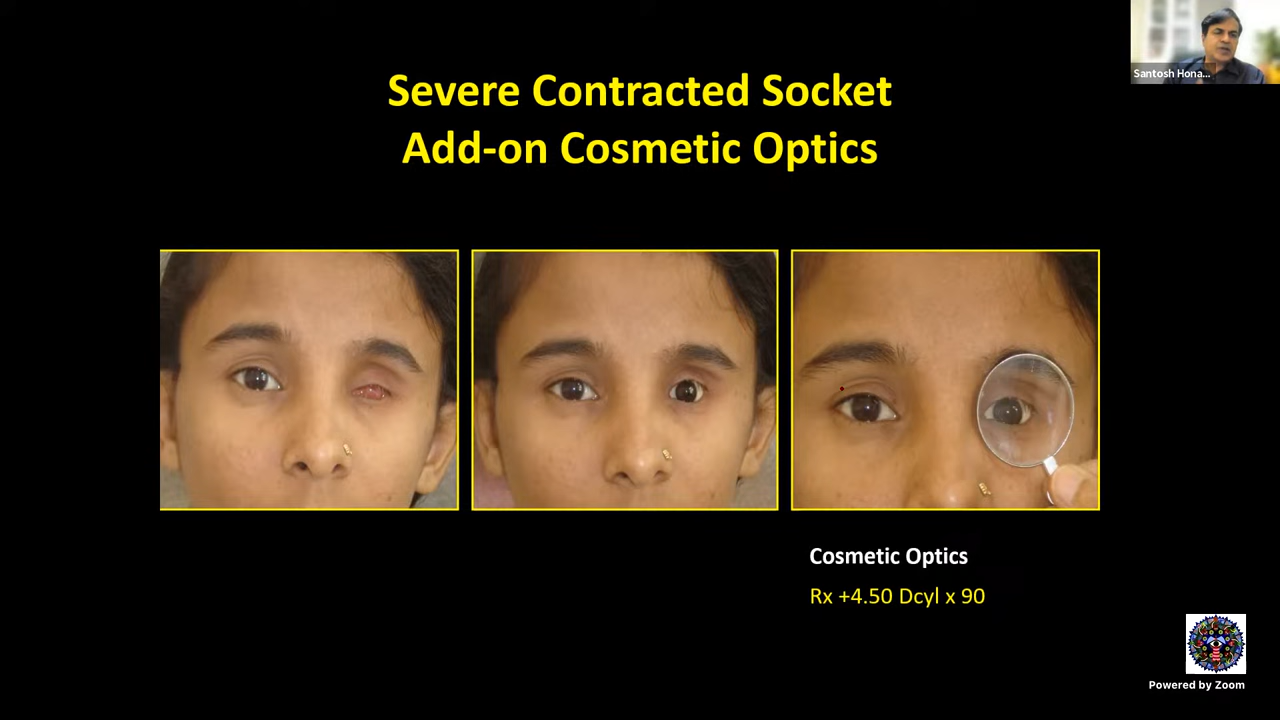 Severe Contracted Socket
Add-on Cosmetic Optics
Santosh Hona...
Cosmetic Optics
Rx +4.50 Dcyl x 90
Powered by Zoom